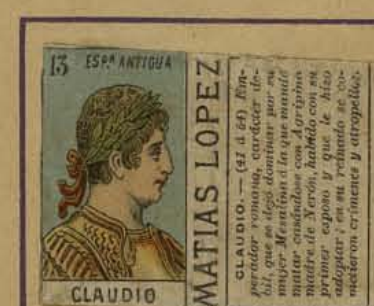 13 ESPª ANTIGUA
CLAUDIO
MATIAS LOPEZ
CLAUDIO.—(41 á 54) Em-
perador romano, carácter dé-
bil, que se dejó dominar por su
mujer Mesalina á la que mandó
matar casándose con Agripina
madre de Nerón, habido con su
primer esposo y que le hizo
adoptar; en su reinado se co-
metieron crímenes y atropellos.